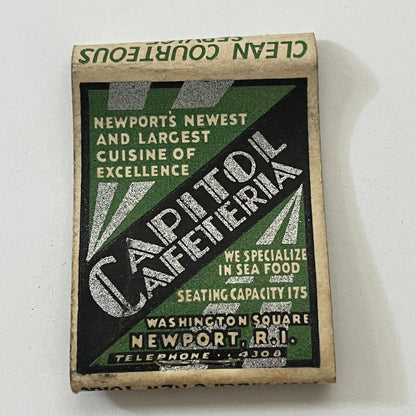 CLEAN COURTEOUS
SERVICE
NEWPORT'S NEWEST
AND LARGEST
CUISINE OF
EXCELLENCE
CAPITOL
CAFETERIA
WE SPECIALIZE
IN SEA FOOD
SEATING CAPACITY 175
WASHINGTON SQUARE
NEWPORT, R.I.
TELEPHONE ·· 4308